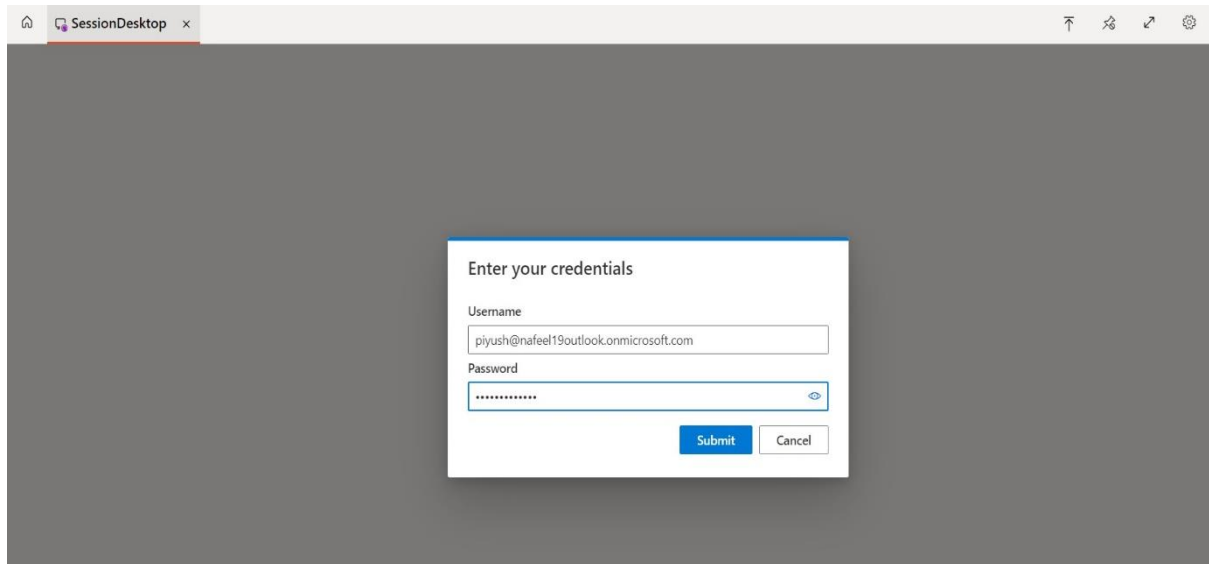 SessionDesktop
Enter your credentials
Username
piyush@nafeel19outlook.onmicrosoft.com
Password
•••••••••••••
Submit Cancel